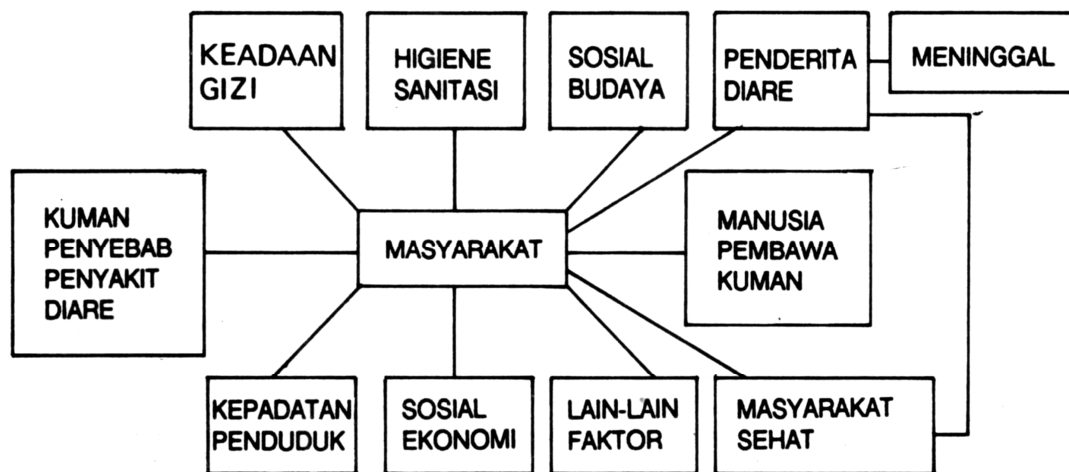 KEADAAN
GIZI
HIGIENE
SANITASI
SOSIAL
BUDAYA
PENDERITA
DIARE
MENINGGAL
KUMAN
PENYEBAB
PENYAKIT
DIARE
MASYARAKAT
MANUSIA
PEMBAWA
KUMAN
KEPADATAN
PENDUDUK
SOSIAL
EKONOMI
LAIN-LAIN
FAKTOR
MASYARAKAT
SEHAT